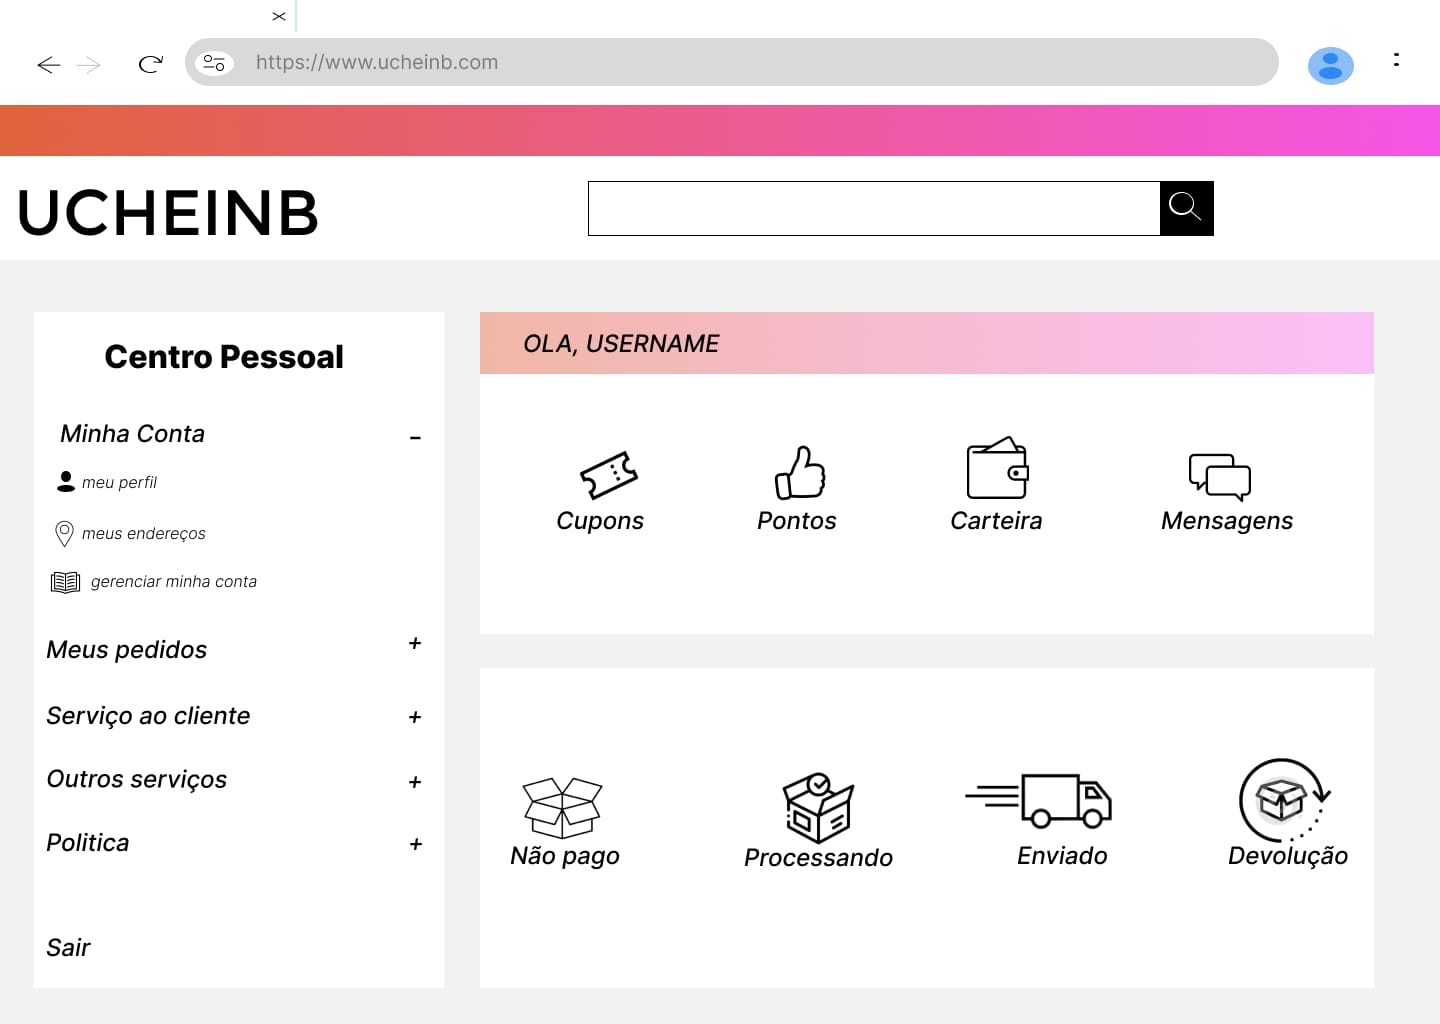 https://www.ucheinb.com
UCHEINB
Centro Pessoal
Minha Conta -
meu perfil
meus endereços
gerenciar minha conta
Meus pedidos +
Serviço ao cliente +
Outros serviços +
Politica +
Sair
OLA, USERNAME
Cupons
Pontos
Carteira
Mensagens
Não pago
Processando
Enviado
Devolução